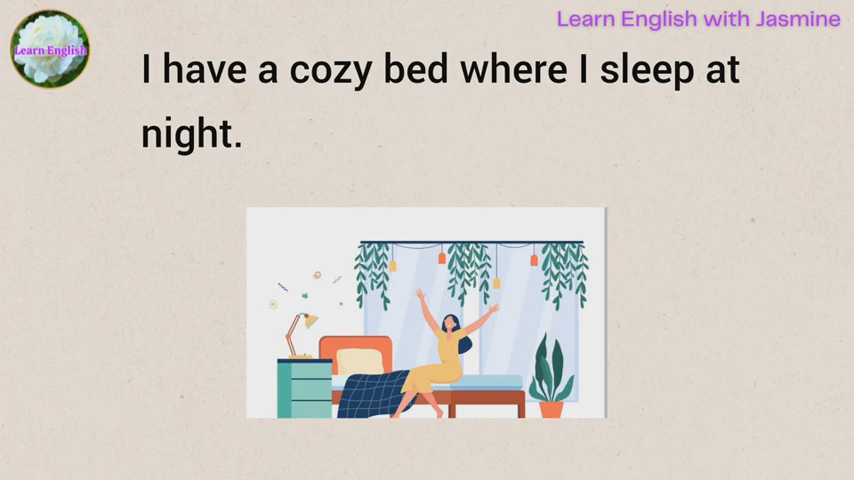 Learn English with Jasmine
Learn English
I have a cozy bed where I sleep at
night.